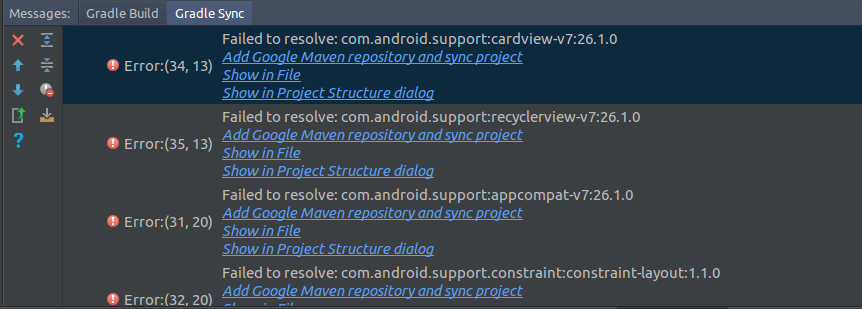 Messages: Gradle Build Gradle Sync
Failed to resolve: com.android.support:cardview-v7:26.1.0
Error:(34, 13) Add Google Maven repository and sync project
Show in File
Show in Project Structure dialog
Failed to resolve: com.android.support:recyclerview-v7:26.1.0
Error:(35, 13) Add Google Maven repository and sync project
Show in File
Show in Project Structure dialog
Failed to resolve: com.android.support:appcompat-v7:26.1.0
Error:(31, 20) Add Google Maven repository and sync project
Show in File
Show in Project Structure dialog
Failed to resolve: com.android.support.constraint:constraint-layout:1.1.0
Error:(32, 20) Add Google Maven repository and sync project
Show in File